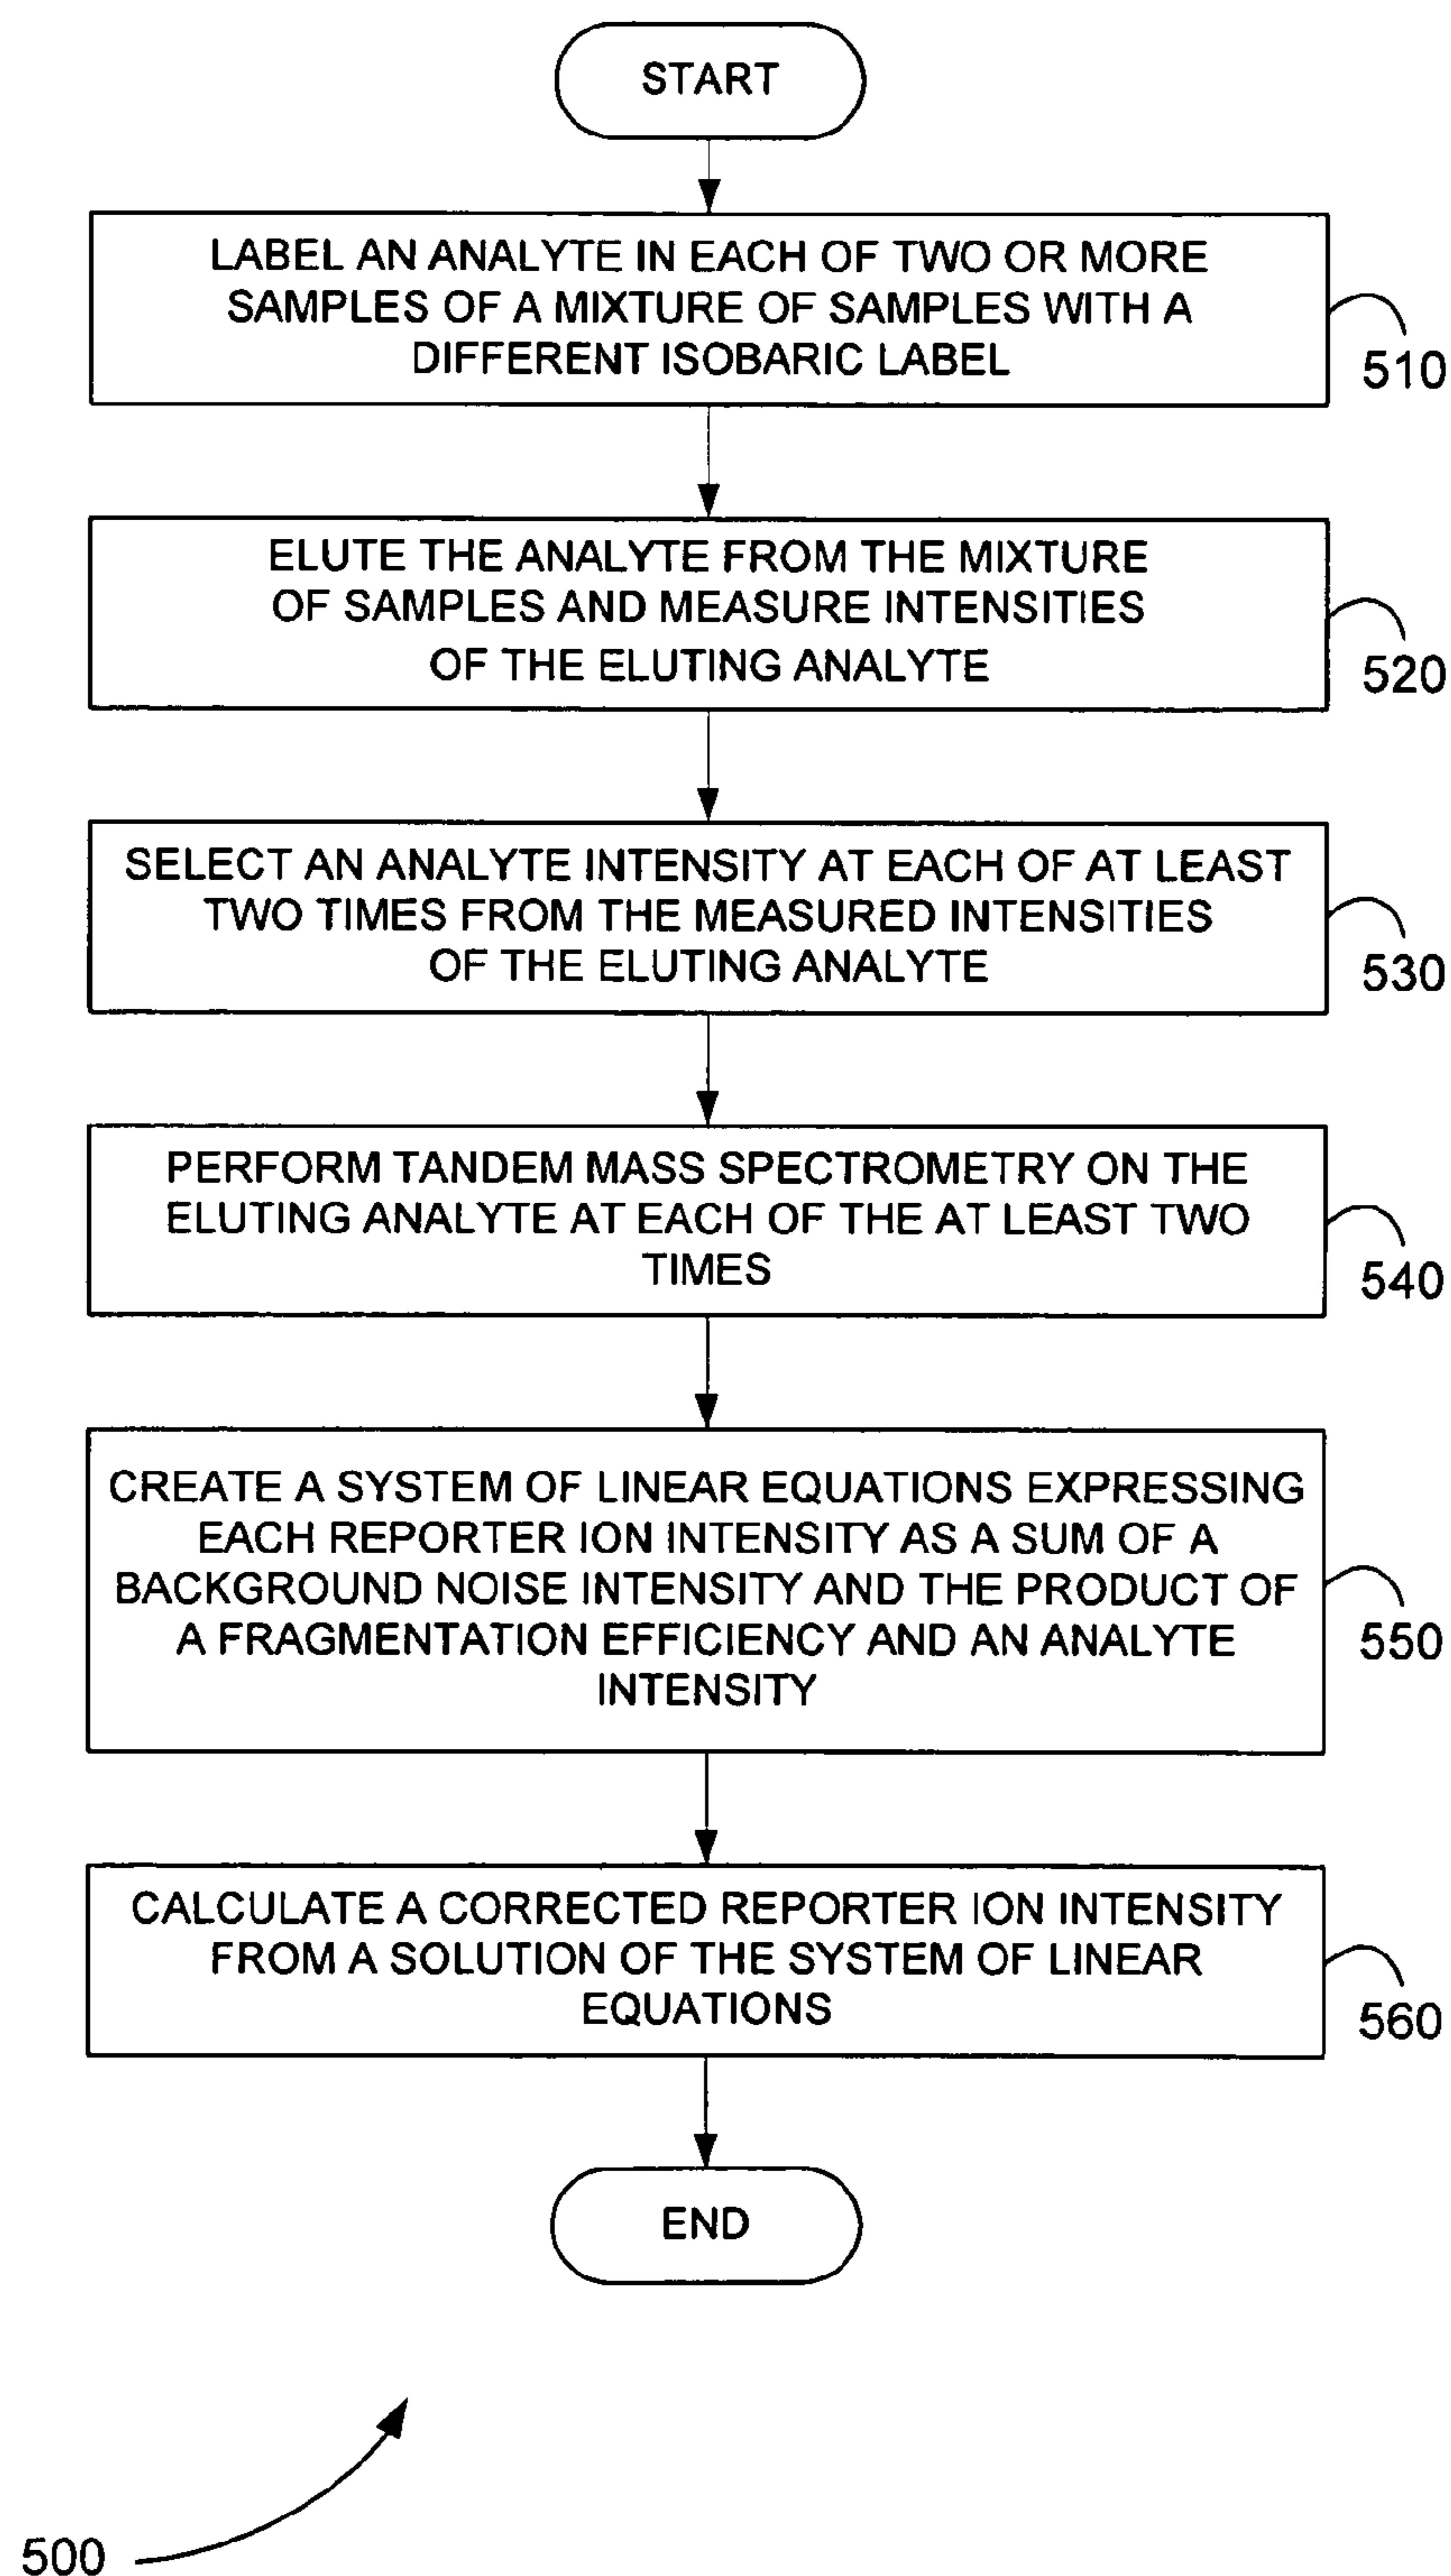 START
LABEL AN ANALYTE IN EACH OF TWO OR MORE
SAMPLES OF A MIXTURE OF SAMPLES WITH A
DIFFERENT ISOBARIC LABEL
510
ELUTE THE ANALYTE FROM THE MIXTURE
OF SAMPLES AND MEASURE INTENSITIES
OF THE ELUTING ANALYTE
520
SELECT AN ANALYTE INTENSITY AT EACH OF AT LEAST
TWO TIMES FROM THE MEASURED INTENSITIES
OF THE ELUTING ANALYTE
530
PERFORM TANDEM MASS SPECTROMETRY ON THE
ELUTING ANALYTE AT EACH OF THE AT LEAST TWO
TIMES
540
CREATE A SYSTEM OF LINEAR EQUATIONS EXPRESSING
EACH REPORTER ION INTENSITY AS A SUM OF A
BACKGROUND NOISE INTENSITY AND THE PRODUCT OF
A FRAGMENTATION EFFICIENCY AND AN ANALYTE
INTENSITY
550
CALCULATE A CORRECTED REPORTER ION INTENSITY
FROM A SOLUTION OF THE SYSTEM OF LINEAR
EQUATIONS
560
END
500